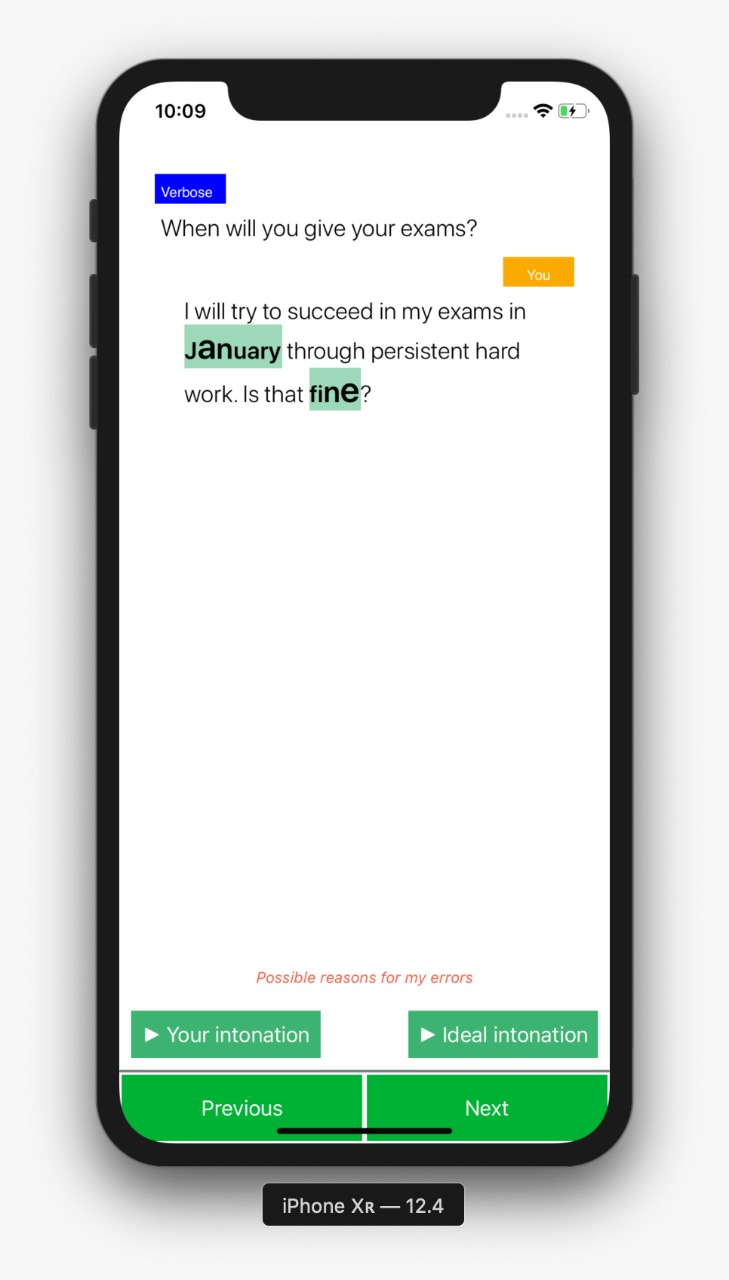 10:09
Verbose
When will you give your exams?
You
I will try to succeed in my exams in
January through persistent hard
work. Is that fine?
Possible reasons for my errors
▶ Your intonation
▶ Ideal intonation
Previous
Next
iPhone Xʀ — 12.4